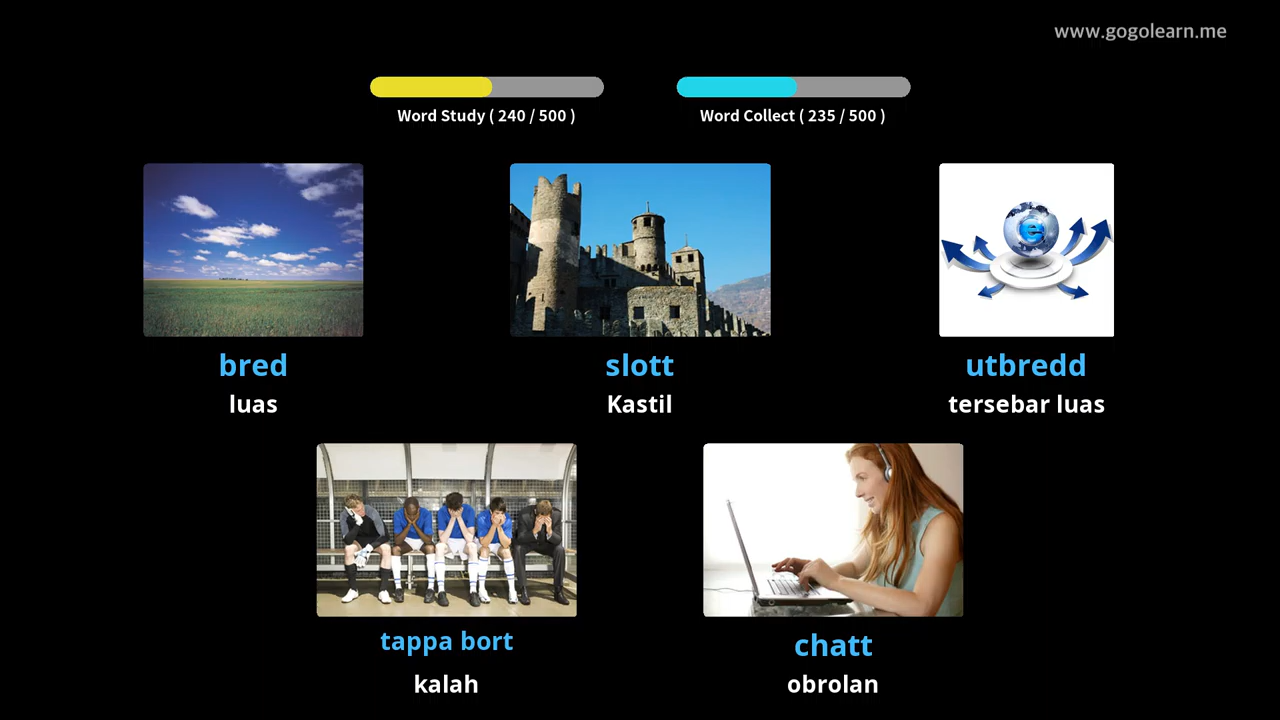 www.gogolearn.me
Word Study ( 240 / 500 )
Word Collect ( 235 / 500 )
bred
luas
slott
Kastil
utbredd
tersebar luas
tappa bort
kalah
chatt
obrolan